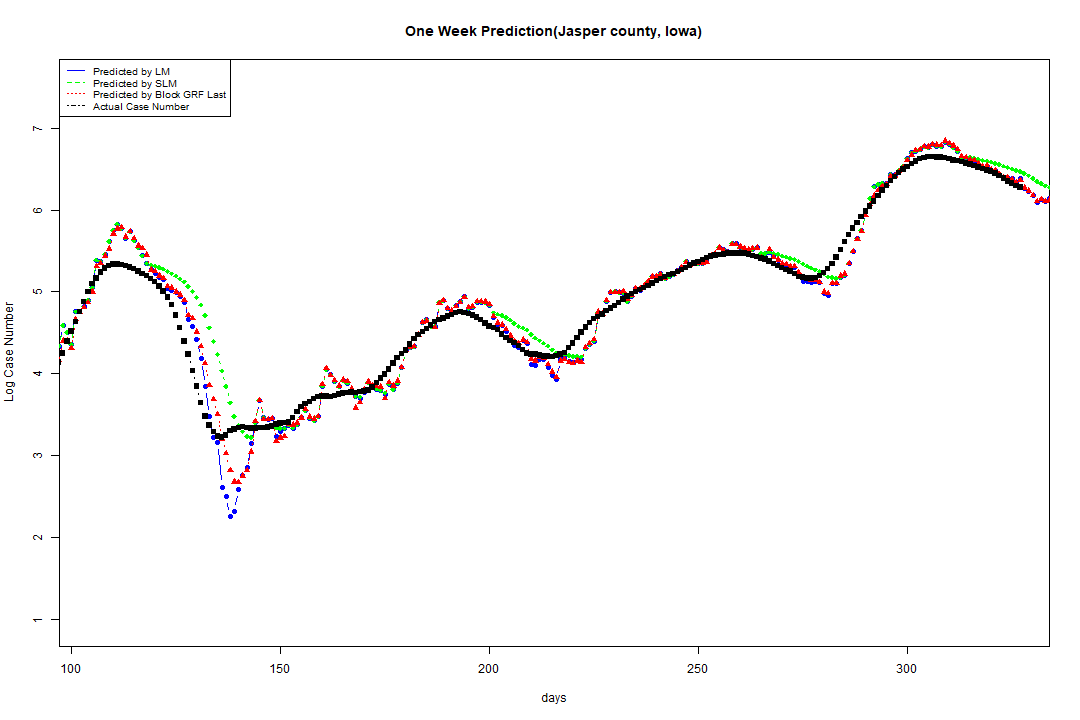 One Week Prediction(Jasper county, Iowa)
Predicted by LM
Predicted by SLM
Predicted by Block GRF Last
Actual Case Number
7
6
5
4
3
2
1
Log Case Number
100 150 200 250 300
days